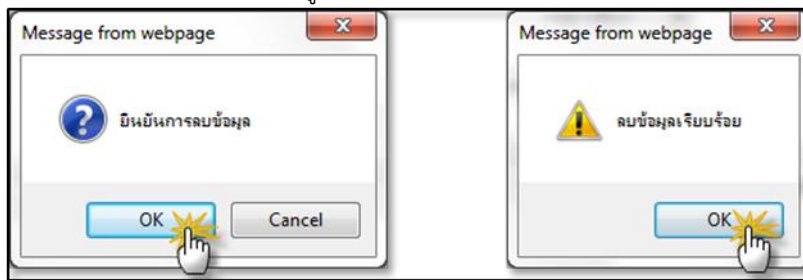 Message from webpage
ยืนยันการลบข้อมูล
OK
Cancel
Message from webpage
ลบข้อมูลเรียบร้อย
OK